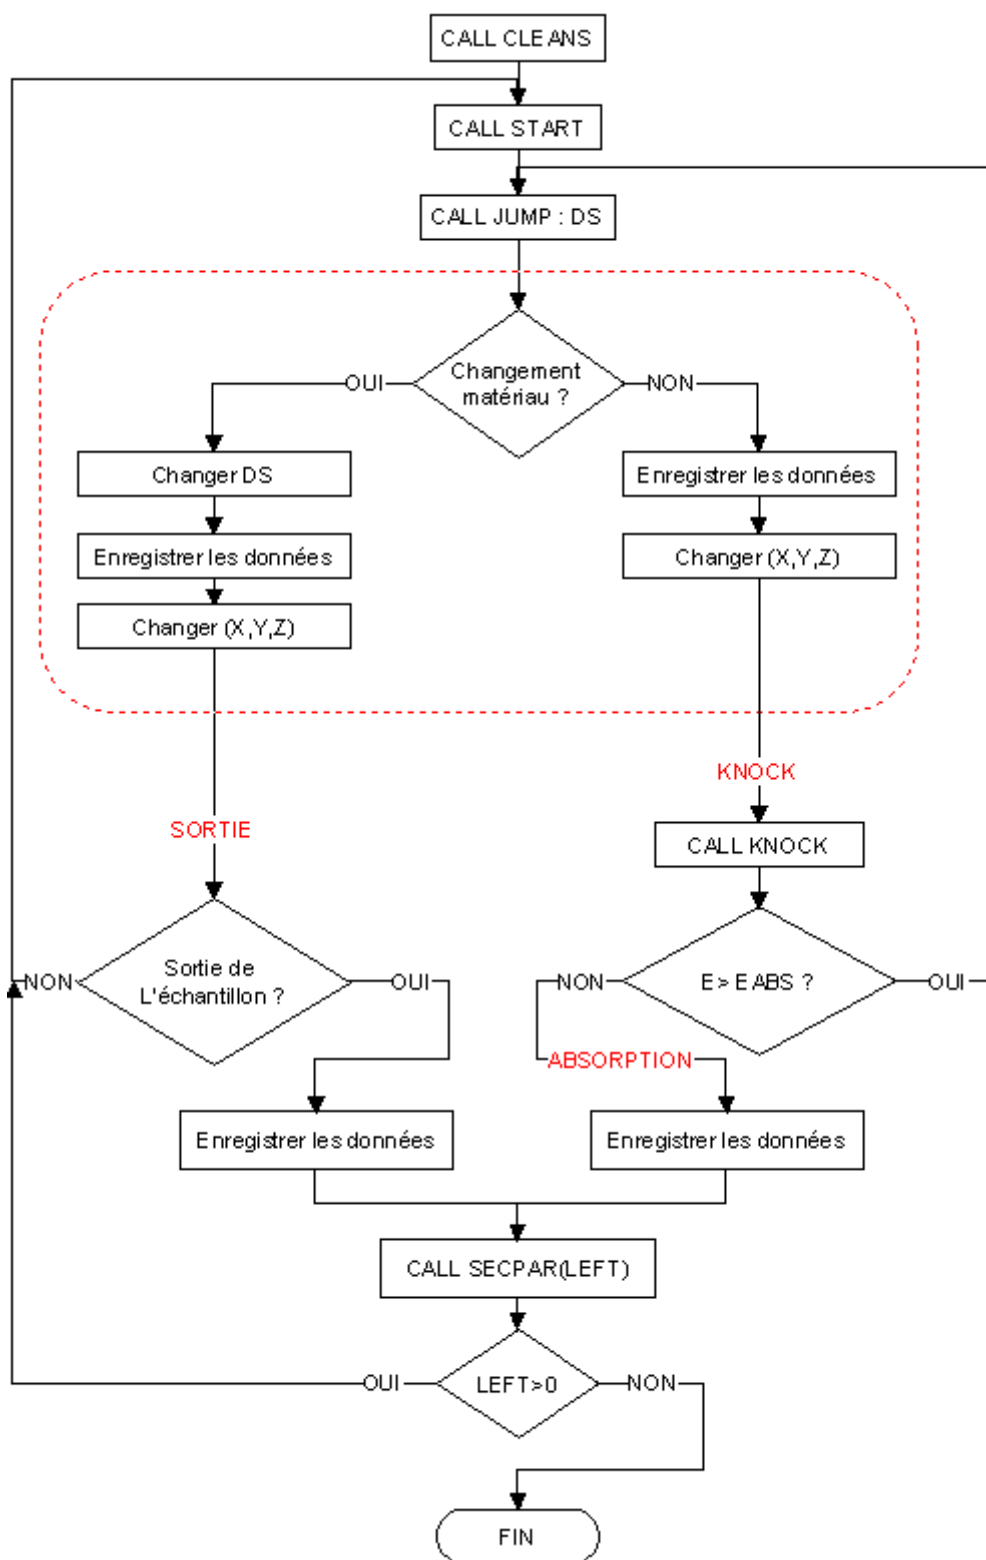 CALL CLEANS
CALL START
CALL JUMP : DS
Changement
matériau ?
OUI
NON
Changer DS
Enregistrer les données
Enregistrer les données
Changer (X,Y,Z)
Changer (X,Y,Z)
KNOCK
SORTIE
CALL KNOCK
NON
Sortie de
L'échantillon ?
OUI
NON
E > EABS ?
OUI
ABSORPTION
Enregistrer les données
Enregistrer les données
CALL SECPAR(LEFT)
OUI
LEFT>0
NON
FIN